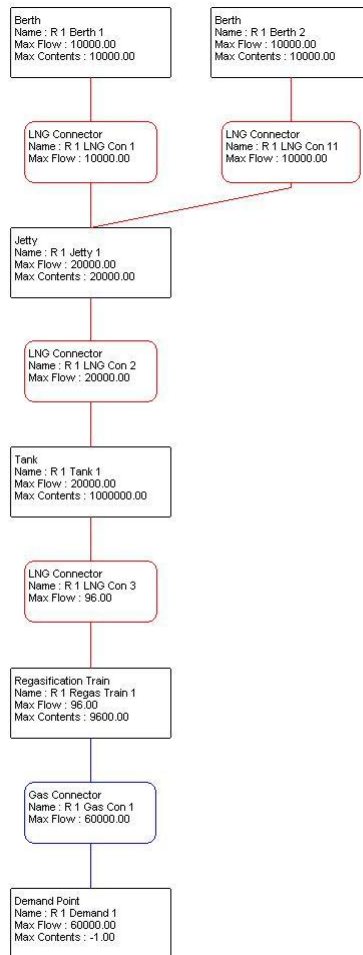 Berth
Name : R 1 Berth 1
Max Flow : 10000.00
Max Contents : 10000.00
Berth
Name : R 1 Berth 2
Max Flow : 10000.00
Max Contents : 10000.00
LNG Connector
Name : R 1 LNG Con 1
Max Flow : 10000.00
LNG Connector
Name : R 1 LNG Con 11
Max Flow : 10000.00
Jetty
Name : R 1 Jetty 1
Max Flow : 20000.00
Max Contents : 20000.00
LNG Connector
Name : R 1 LNG Con 2
Max Flow : 20000.00
Tank
Name : R 1 Tank 1
Max Flow : 20000.00
Max Contents : 1000000.00
LNG Connector
Name : R 1 LNG Con 3
Max Flow : 96.00
Regasification Train
Name : R 1 Regas Train 1
Max Flow : 96.00
Max Contents : 9600.00
Gas Connector
Name : R 1 Gas Con 1
Max Flow : 60000.00
Demand Point
Name : R 1 Demand 1
Max Flow : 60000.00
Max Contents : -1.00